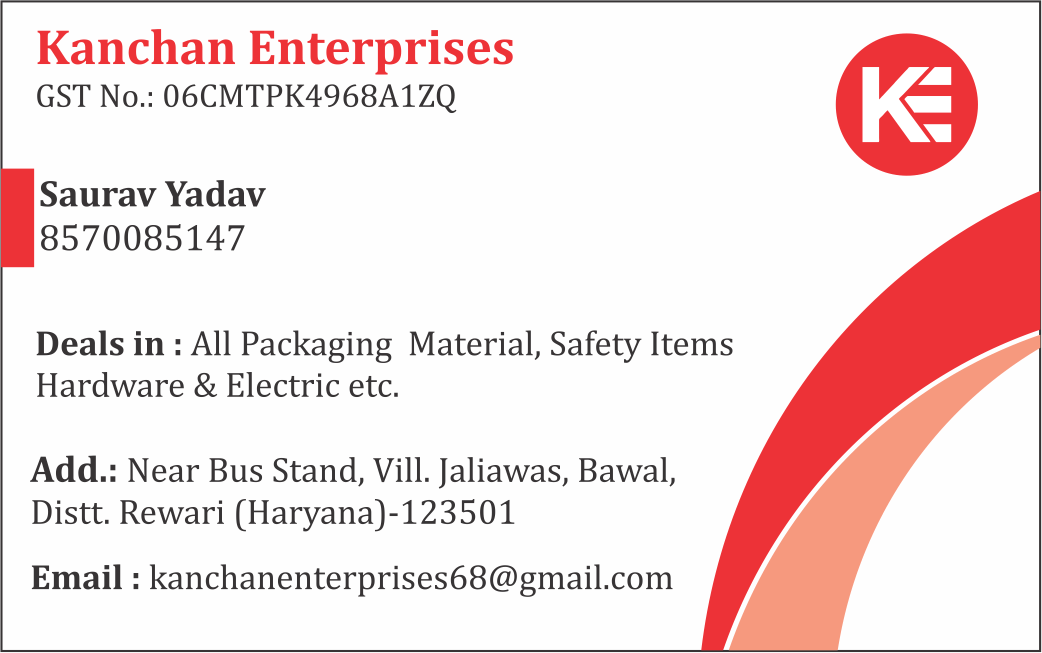 Kanchan Enterprises
GST No.: 06CMTPK4968A1ZQ
KE
Saurav Yadav
8570085147
Deals in : All Packaging  Material, Safety Items
Hardware & Electric etc.
Add.: Near Bus Stand, Vill. Jaliawas, Bawal,
Distt. Rewari (Haryana)-123501
Email : kanchanenterprises68@gmail.com